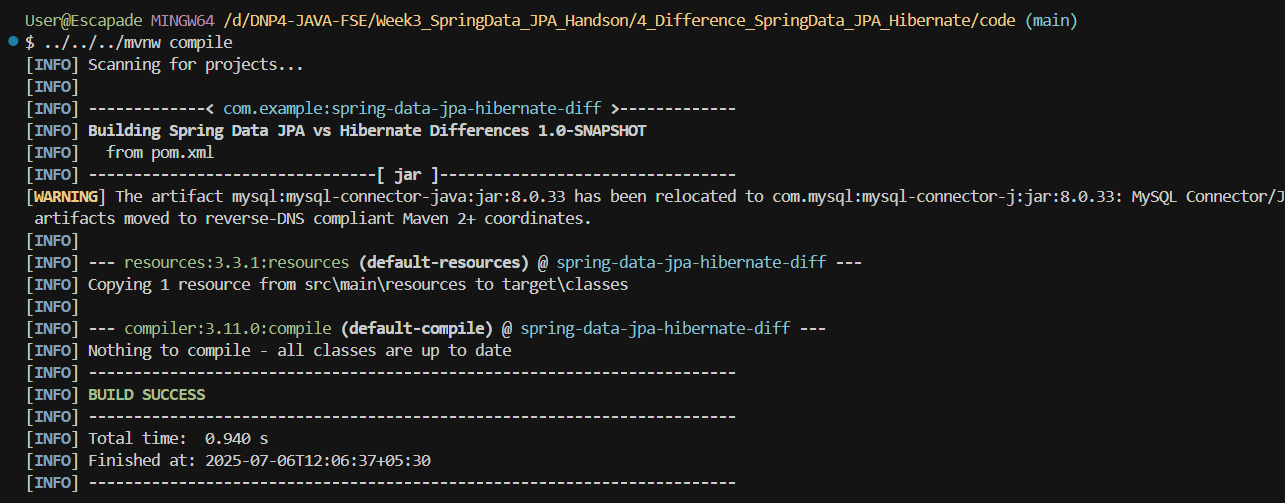 User@Escapade MINGW64 /d/DNP4-JAVA-FSE/Week3_SpringData_JPA_Handson/4_Difference_SpringData_JPA_Hibernate/code (main)
$ ../../../mvnw compile
[INFO] Scanning for projects...
[INFO]
[INFO] -------------< com.example:spring-data-jpa-hibernate-diff >-------------
[INFO] Building Spring Data JPA vs Hibernate Differences 1.0-SNAPSHOT
[INFO]   from pom.xml
[INFO] --------------------------------[ jar ]---------------------------------
[WARNING] The artifact mysql:mysql-connector-java:jar:8.0.33 has been relocated to com.mysql:mysql-connector-j:jar:8.0.33: MySQL Connector/J
 artifacts moved to reverse-DNS compliant Maven 2+ coordinates.
[INFO]
[INFO] --- resources:3.3.1:resources (default-resources) @ spring-data-jpa-hibernate-diff ---
[INFO] Copying 1 resource from src\main\resources to target\classes
[INFO]
[INFO] --- compiler:3.11.0:compile (default-compile) @ spring-data-jpa-hibernate-diff ---
[INFO] Nothing to compile - all classes are up to date
[INFO] ------------------------------------------------------------------------
[INFO] BUILD SUCCESS
[INFO] ------------------------------------------------------------------------
[INFO] Total time:  0.940 s
[INFO] Finished at: 2025-07-06T12:06:37+05:30
[INFO] ------------------------------------------------------------------------